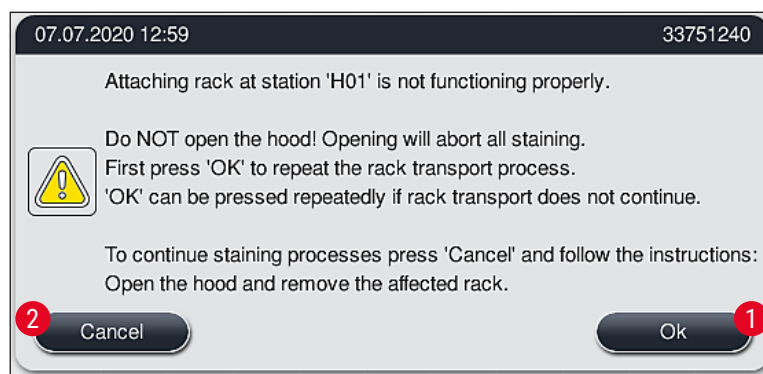 07.07.2020 12:59 33751240
Attaching rack at station 'H01' is not functioning properly.
Do NOT open the hood! Opening will abort all staining.
First press 'OK' to repeat the rack transport process.
'OK' can be pressed repeatedly if rack transport does not continue.
To continue staining processes press 'Cancel' and follow the instructions:
Open the hood and remove the affected rack.
2 Cancel Ok 1